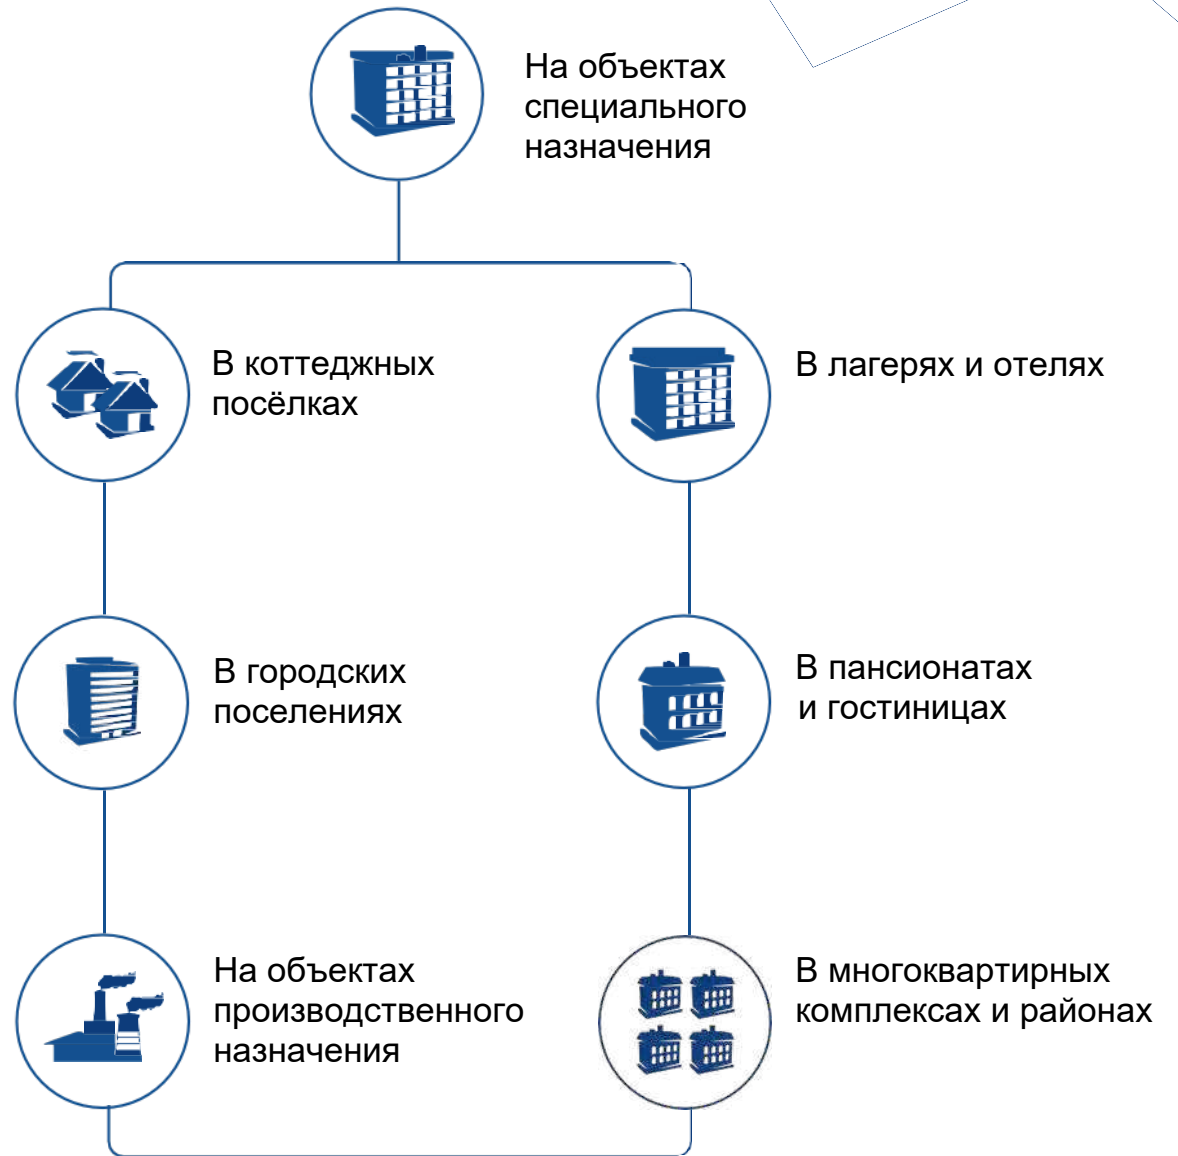 На объектах
специального
назначения
В коттеджных
посёлках
В лагерях и отелях
В городских
поселениях
В пансионатах
и гостиницах
На объектах
производственного
назначения
В многоквартирных
комплексах и районах